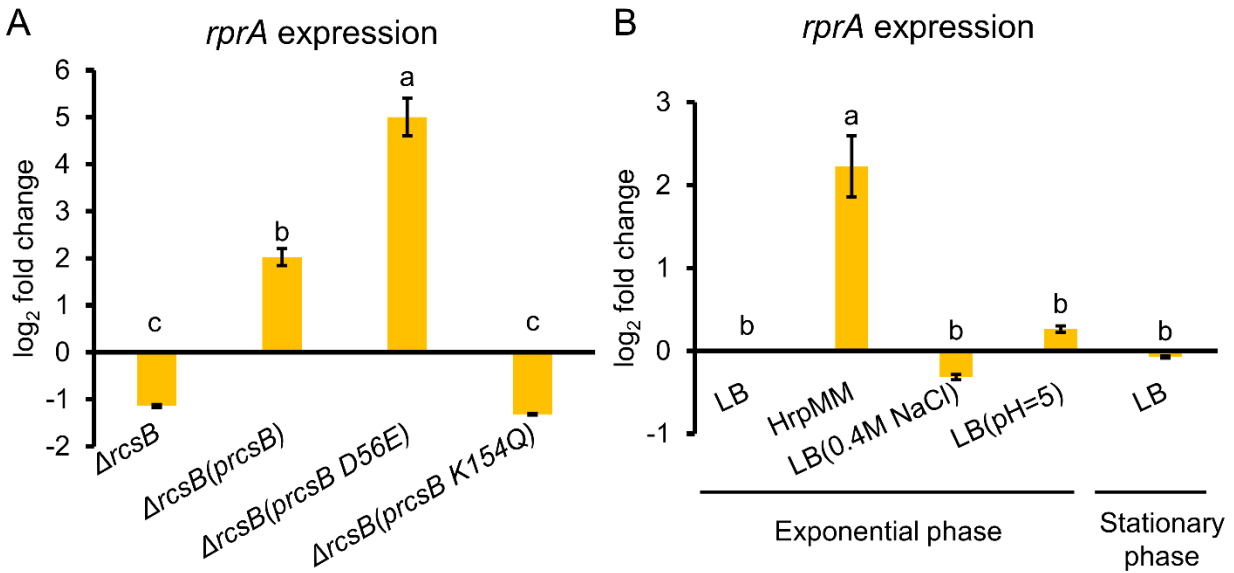 A
rprA expression
log₂ fold change
6
5
4
3
2
1
0
-1
-2
c
b
a
c
ΔrcsB
ΔrcsB(prcsB)
ΔrcsB(prcsB D56E)
ΔrcsB(prcsB K154Q)
B
rprA expression
log₂ fold change
3
2
1
0
-1
b
a
b
b
b
LB
HrpMM
LB(0.4M NaCl)
LB(pH=5)
LB
Exponential phase
Stationary
phase